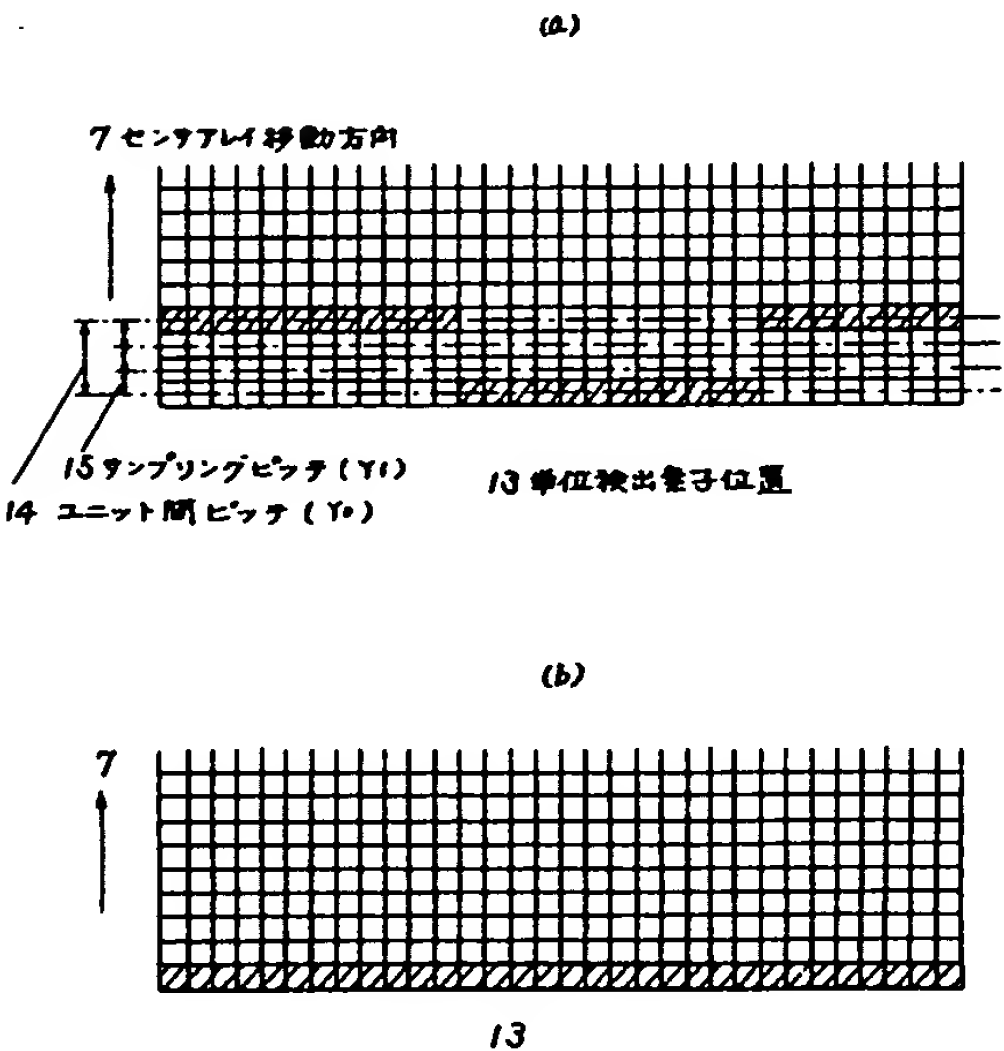 (a)
7 センサアレイ移動方向
15 サンプリングピッチ (Y1)
14 ユニット間ピッチ (Y0)
13 単位検出素子位置
(b)
7
13